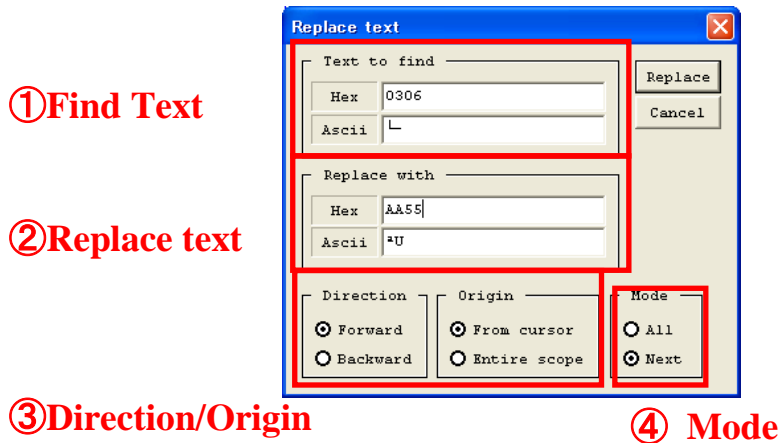 Replace text
Text to find
Hex 0306
Ascii
Replace
Cancel
①Find Text
Replace with
Hex AA55
Ascii ªU
②Replace text
Direction Origin Mode
Forward From cursor All
Backward Entire scope Next
③Direction/Origin
④ Mode